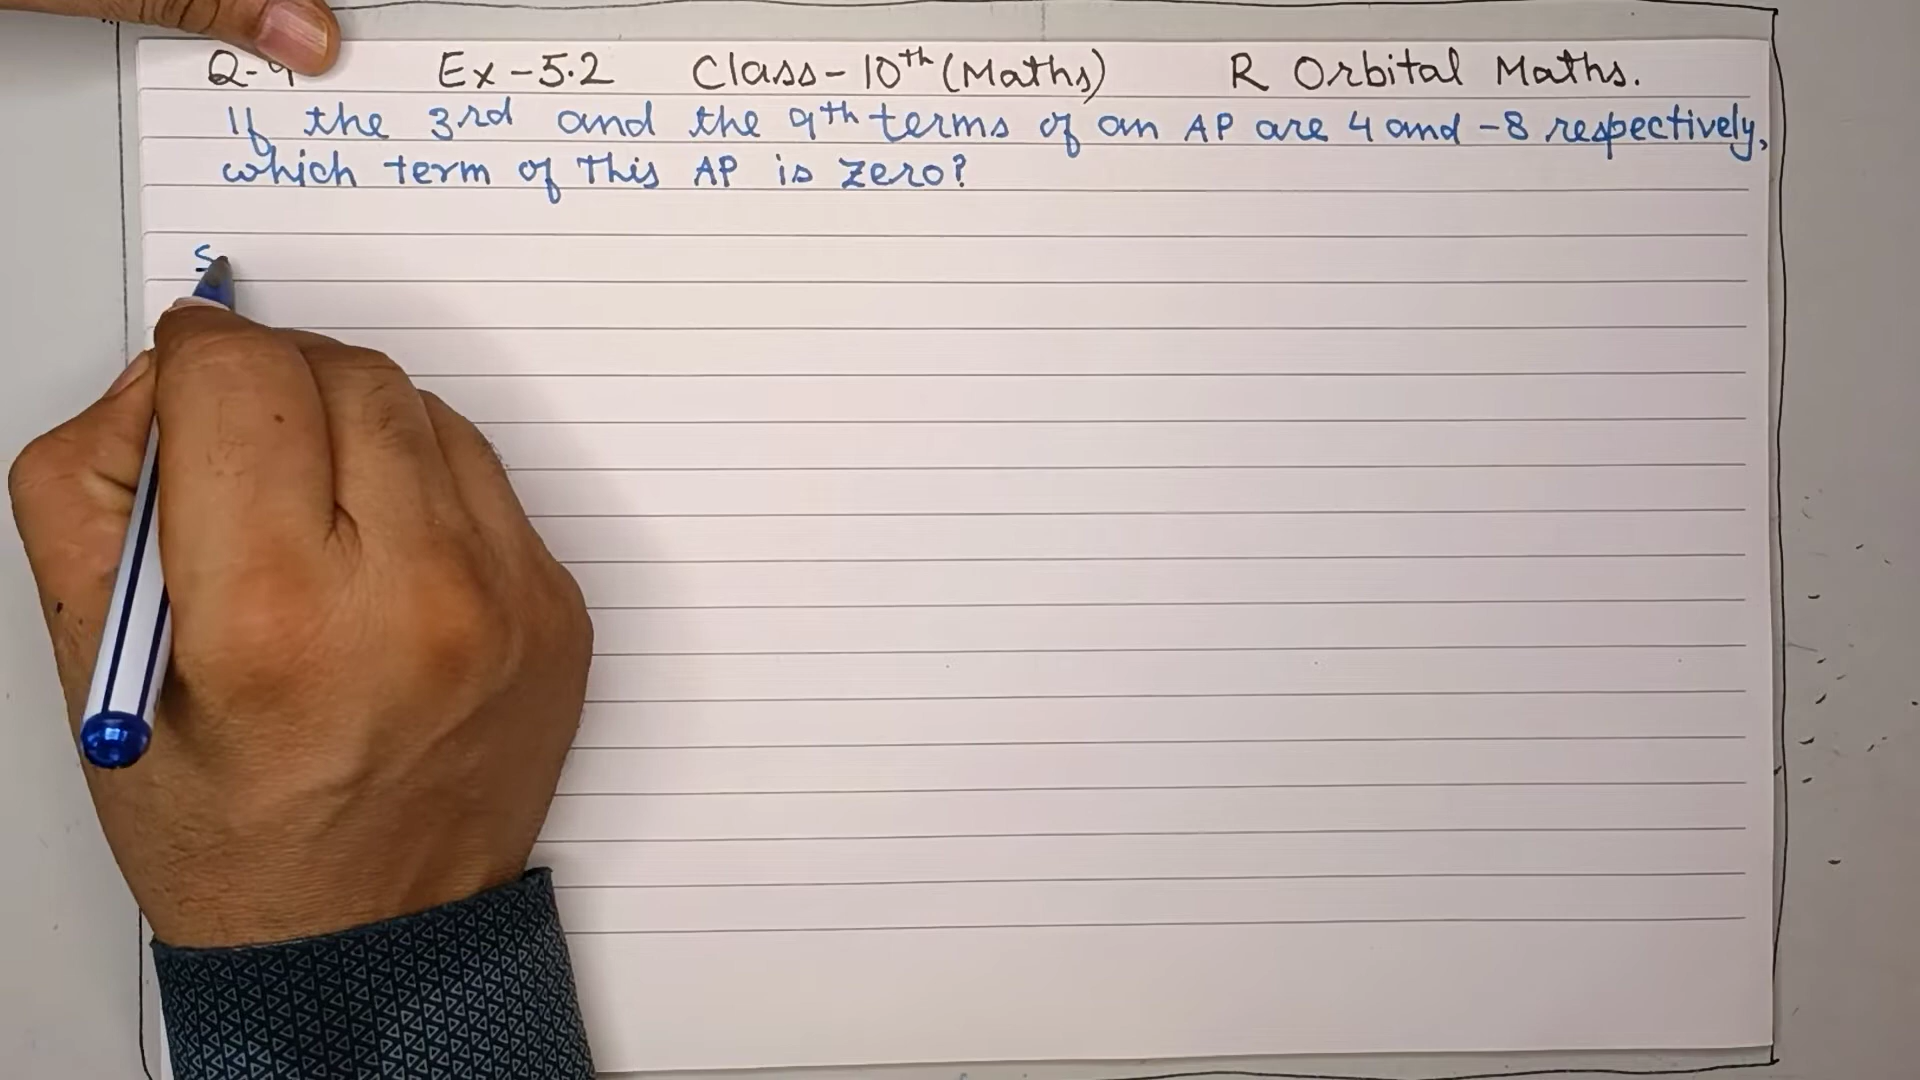 Q-9 Ex-5.2 Class-10th (Maths) R Orbital Maths.
If the 3rd and the 9th terms of an AP are 4 and -8 respectively,
which term of This AP is zero?
S